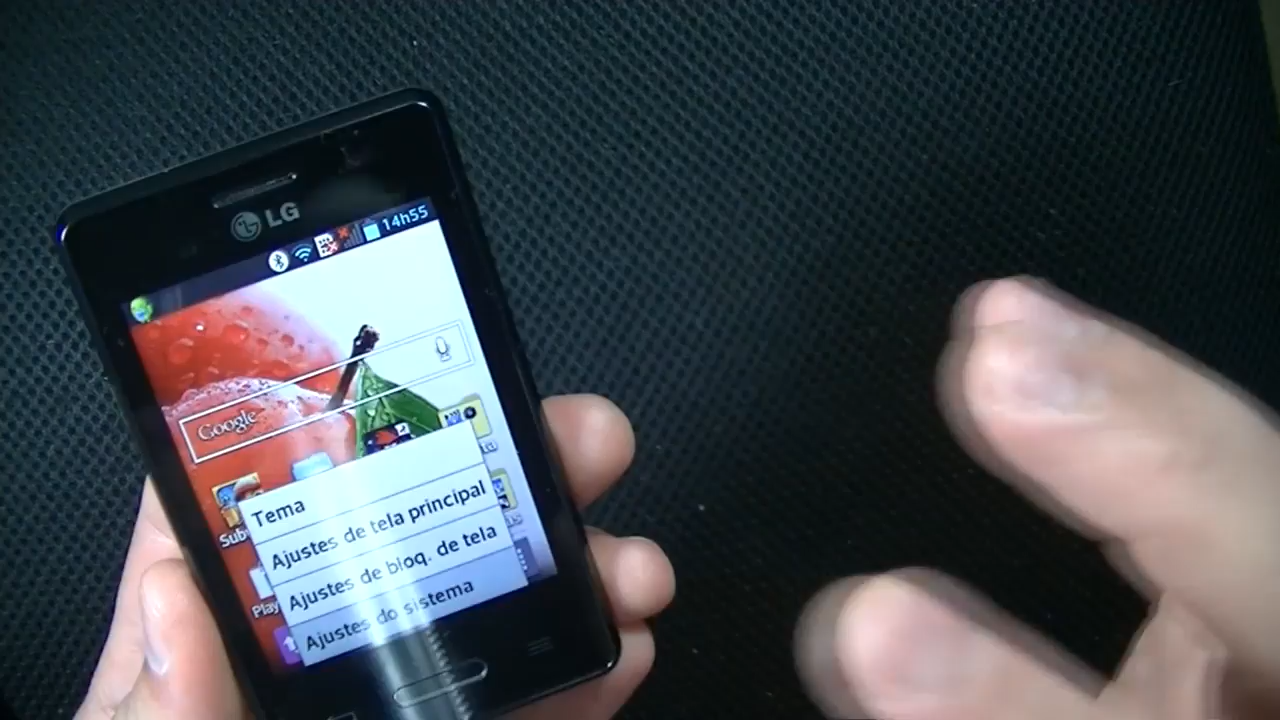 LG
14h55
Google
Tema
Ajustes de tela principal
Ajustes de bloq. de tela
Ajustes do sistema